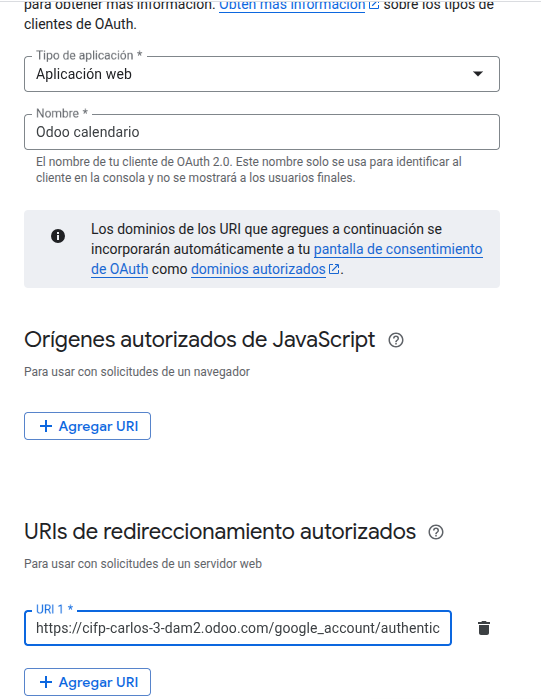 para obtener más información. Obtén más información sobre los tipos de
clientes de OAuth.
Tipo de aplicación *
Aplicación web
Nombre *
Odoo calendario
El nombre de tu cliente de OAuth 2.0. Este nombre solo se usa para identificar al
cliente en la consola y no se mostrará a los usuarios finales.
Los dominios de los URI que agregues a continuación se
incorporarán automáticamente a tu pantalla de consentimiento
de OAuth como dominios autorizados.
Orígenes autorizados de JavaScript
Para usar con solicitudes de un navegador
+ Agregar URI
URIs de redireccionamiento autorizados
Para usar con solicitudes de un servidor web
URI 1 *
https://cifp-carlos-3-dam2.odoo.com/google_account/authentic
+ Agregar URI